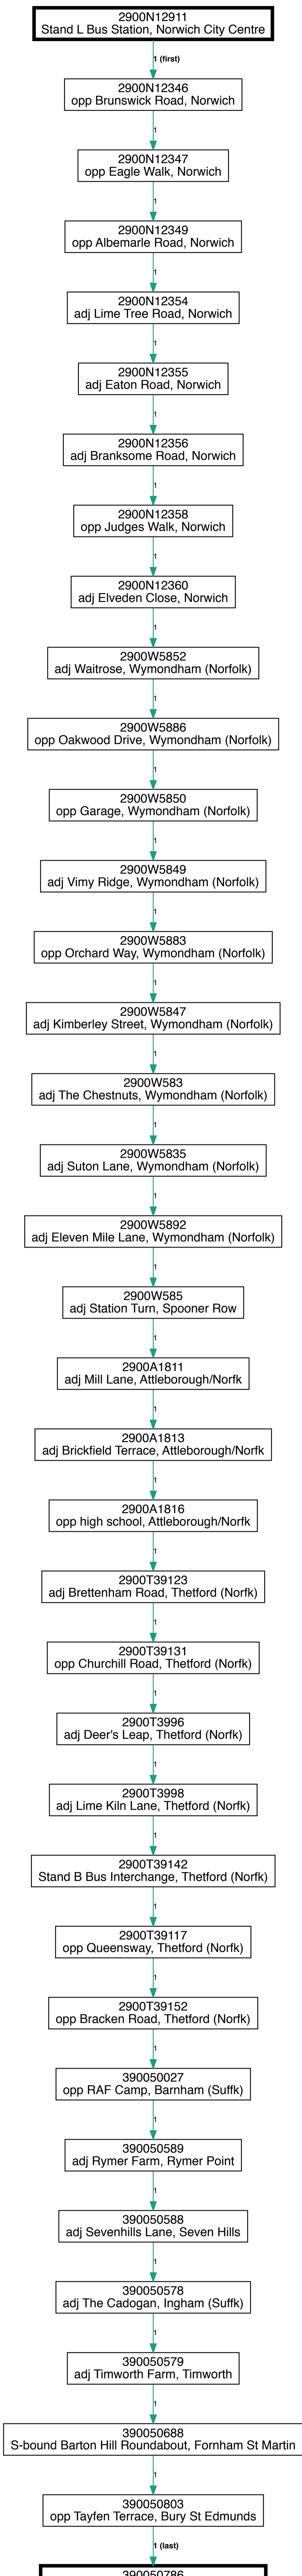 2900N12911
Stand L Bus Station, Norwich City Centre
1 (first)
2900N12346
opp Brunswick Road, Norwich
1
2900N12347
opp Eagle Walk, Norwich
1
2900N12349
opp Albemarle Road, Norwich
1
2900N12354
adj Lime Tree Road, Norwich
1
2900N12355
adj Eaton Road, Norwich
1
2900N12356
adj Branksome Road, Norwich
1
2900N12358
opp Judges Walk, Norwich
1
2900N12360
adj Elveden Close, Norwich
1
2900W5852
adj Waitrose, Wymondham (Norfolk)
1
2900W5886
opp Oakwood Drive, Wymondham (Norfolk)
1
2900W5850
opp Garage, Wymondham (Norfolk)
1
2900W5849
adj Vimy Ridge, Wymondham (Norfolk)
1
2900W5883
opp Orchard Way, Wymondham (Norfolk)
1
2900W5847
adj Kimberley Street, Wymondham (Norfolk)
1
2900W583
adj The Chestnuts, Wymondham (Norfolk)
1
2900W5835
adj Suton Lane, Wymondham (Norfolk)
1
2900W5892
adj Eleven Mile Lane, Wymondham (Norfolk)
1
2900W585
adj Station Turn, Spooner Row
1
2900A1811
adj Mill Lane, Attleborough/Norfk
1
2900A1813
adj Brickfield Terrace, Attleborough/Norfk
1
2900A1816
opp high school, Attleborough/Norfk
1
2900T39123
adj Brettenham Road, Thetford (Norfk)
1
2900T39131
opp Churchill Road, Thetford (Norfk)
1
2900T3996
adj Deer's Leap, Thetford (Norfk)
1
2900T3998
adj Lime Kiln Lane, Thetford (Norfk)
1
2900T39142
Stand B Bus Interchange, Thetford (Norfk)
1
2900T39117
opp Queensway, Thetford (Norfk)
1
2900T39152
opp Bracken Road, Thetford (Norfk)
1
390050027
opp RAF Camp, Barnham (Suffk)
1
390050589
adj Rymer Farm, Rymer Point
1
390050588
adj Sevenhills Lane, Seven Hills
1
390050578
adj The Cadogan, Ingham (Suffk)
1
390050579
adj Timworth Farm, Timworth
1
390050688
S-bound Barton Hill Roundabout, Fornham St Martin
1
390050803
opp Tayfen Terrace, Bury St Edmunds
1 (last)
390050786